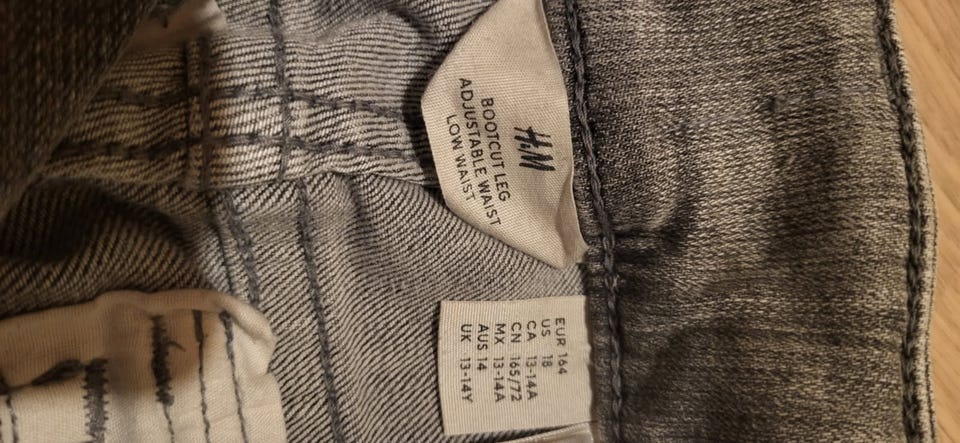 H&M
BOOTCUT LEG
ADJUSTABLE WAIST
LOW WAIST
EUR 164
US 18
CA 13-14A
CN 165/72
MX 13-14A
AUS 14
UK 13-14Y